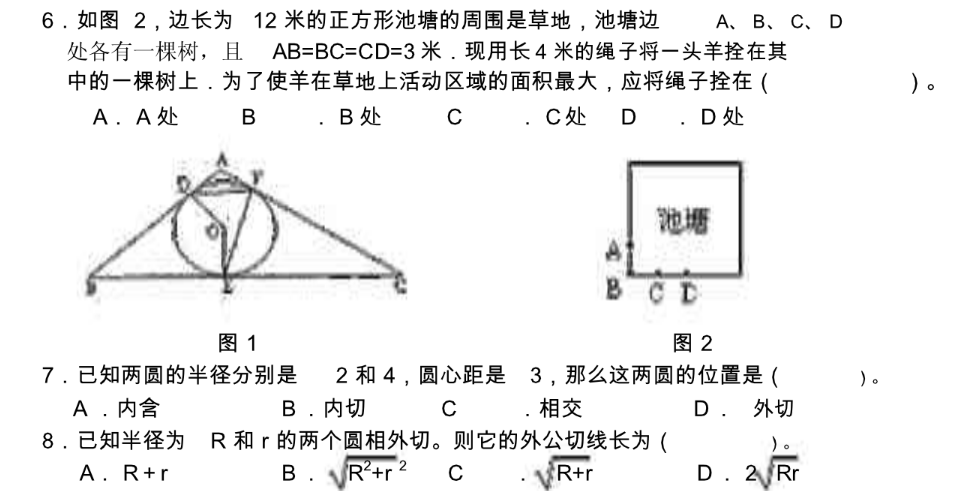 6．如图 2，边长为 12 米的正方形池塘的周围是草地，池塘边 A、B、C、D
处各有一棵树，且 AB=BC=CD=3 米．现用长 4 米的绳子将一头羊拴在其
中的一棵树上．为了使羊在草地上活动区域的面积最大，应将绳子拴在（ ）。
A．A 处 B ．B 处 C ．C 处 D ．D 处
A
D F
O
B E C
池塘
A
B C D
图 1 图 2
7．已知两圆的半径分别是 2 和 4，圆心距是 3，那么这两圆的位置是（ ）。
A ．内含 B．内切 C ．相交 D． 外切
8．已知半径为 R 和 r 的两个圆相外切。则它的外公切线长为（ ）。
A．R+r B．√R²+r² C ．√R+r D．2√Rr